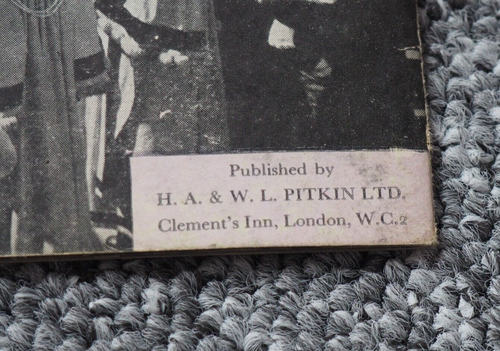 Published by
H. A. & W. L. PITKIN LTD.
Clement's Inn, London, W.C.2